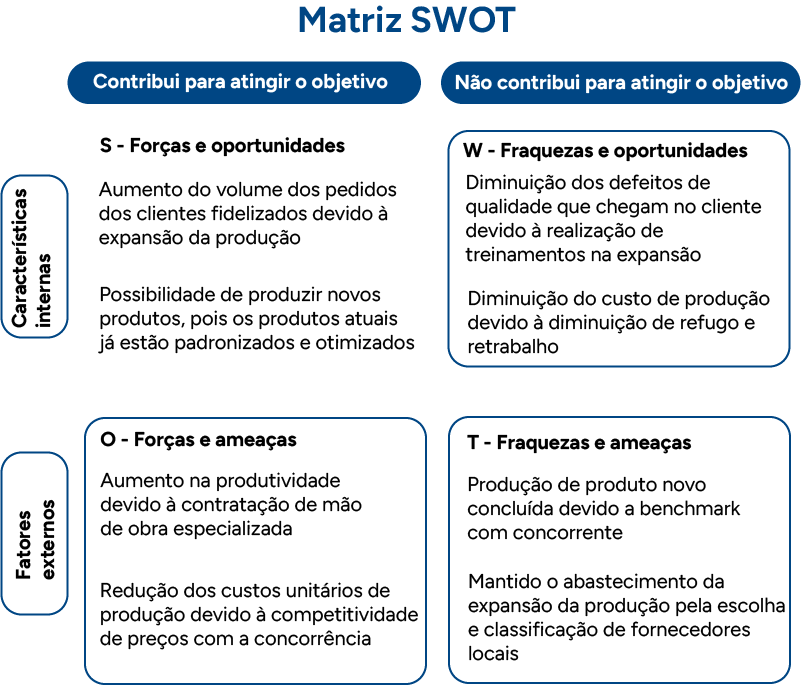 Matriz SWOT
Contribui para atingir o objetivo
Não contribui para atingir o objetivo
Características
internas
S - Forças e oportunidades
Aumento do volume dos pedidos
dos clientes fidelizados devido à
expansão da produção
Possibilidade de produzir novos
produtos, pois os produtos atuais
já estão padronizados e otimizados
W - Fraquezas e oportunidades
Diminuição dos defeitos de
qualidade que chegam no cliente
devido à realização de
treinamentos na expansão
Diminuição do custo de produção
devido à diminuição de refugo e
retrabalho
Fatores
externos
O - Forças e ameaças
Aumento na produtividade
devido à contratação de mão
de obra especializada
Redução dos custos unitários de
produção devido à competitividade
de preços com a concorrência
T - Fraquezas e ameaças
Produção de produto novo
concluída devido a benchmark
com concorrente
Mantido o abastecimento da
expansão da produção pela escolha
e classificação de fornecedores
locais